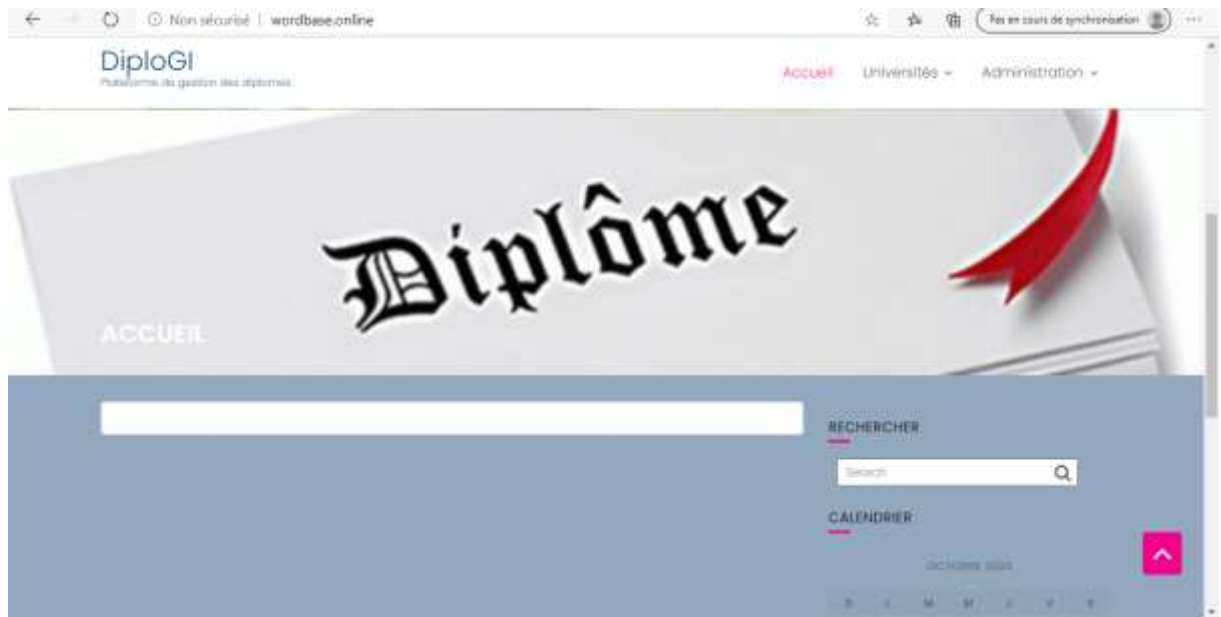 Non sécurisé | wordbase.online
Pas en cours de synchronisation
DiploGI
Plateforme de gestion des diplomes
Accueil Universités Administration
Diplôme
ACCUEIL
RECHERCHER
Search
CALENDRIER
OCTOBRE